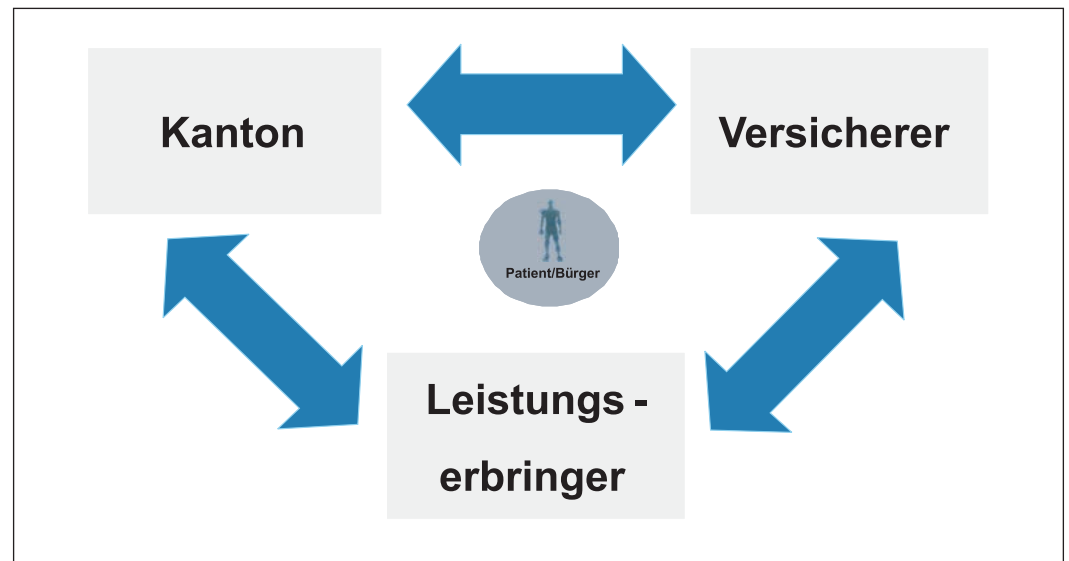 Kanton
Versicherer
Patient/Bürger
Leistungs -
erbringer